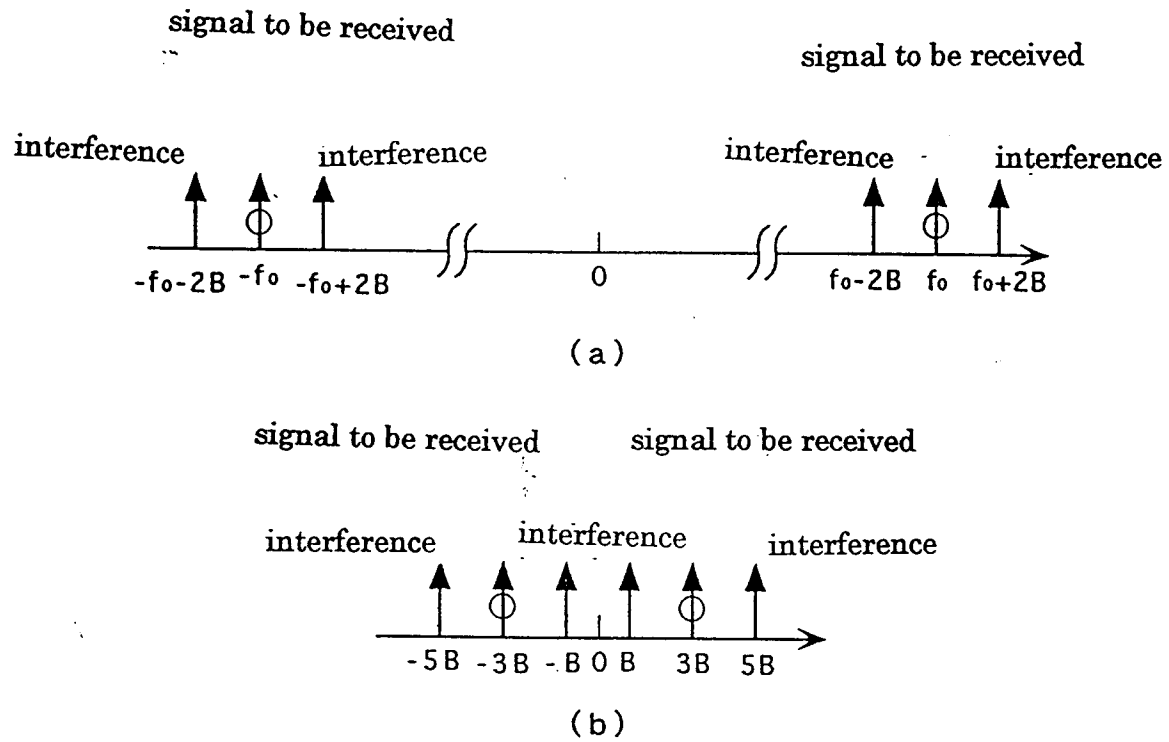 signal to be received
signal to be received
interference interference interference interference
-fo-2B -fo -fo+2B 0 fo-2B fo fo+2B
(a)
signal to be received signal to be received
interference interference interference
-5B -3B -B 0 B 3B 5B
(b)